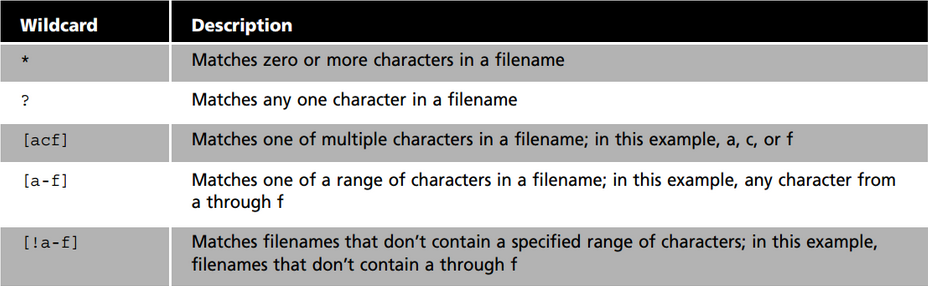 Wildcard Description
* Matches zero or more characters in a filename
? Matches any one character in a filename
[acf] Matches one of multiple characters in a filename; in this example, a, c, or f
[a-f] Matches one of a range of characters in a filename; in this example, any character from
a through f
[!a-f] Matches filenames that don’t contain a specified range of characters; in this example,
filenames that don’t contain a through f